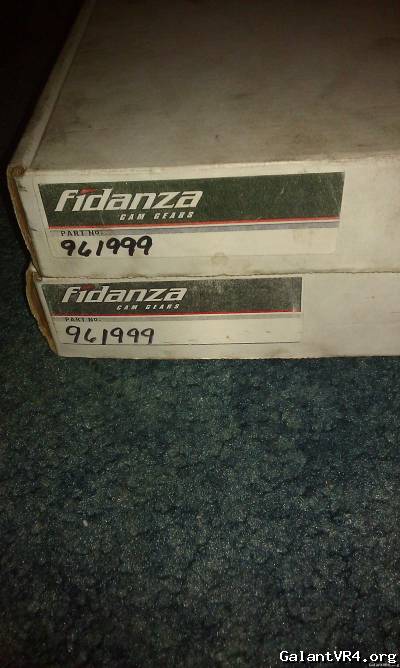 Fidanza
CAM GEARS
PART NO.
961999
Fidanza
CAM GEARS
PART NO.
961999
GalantVR4.org